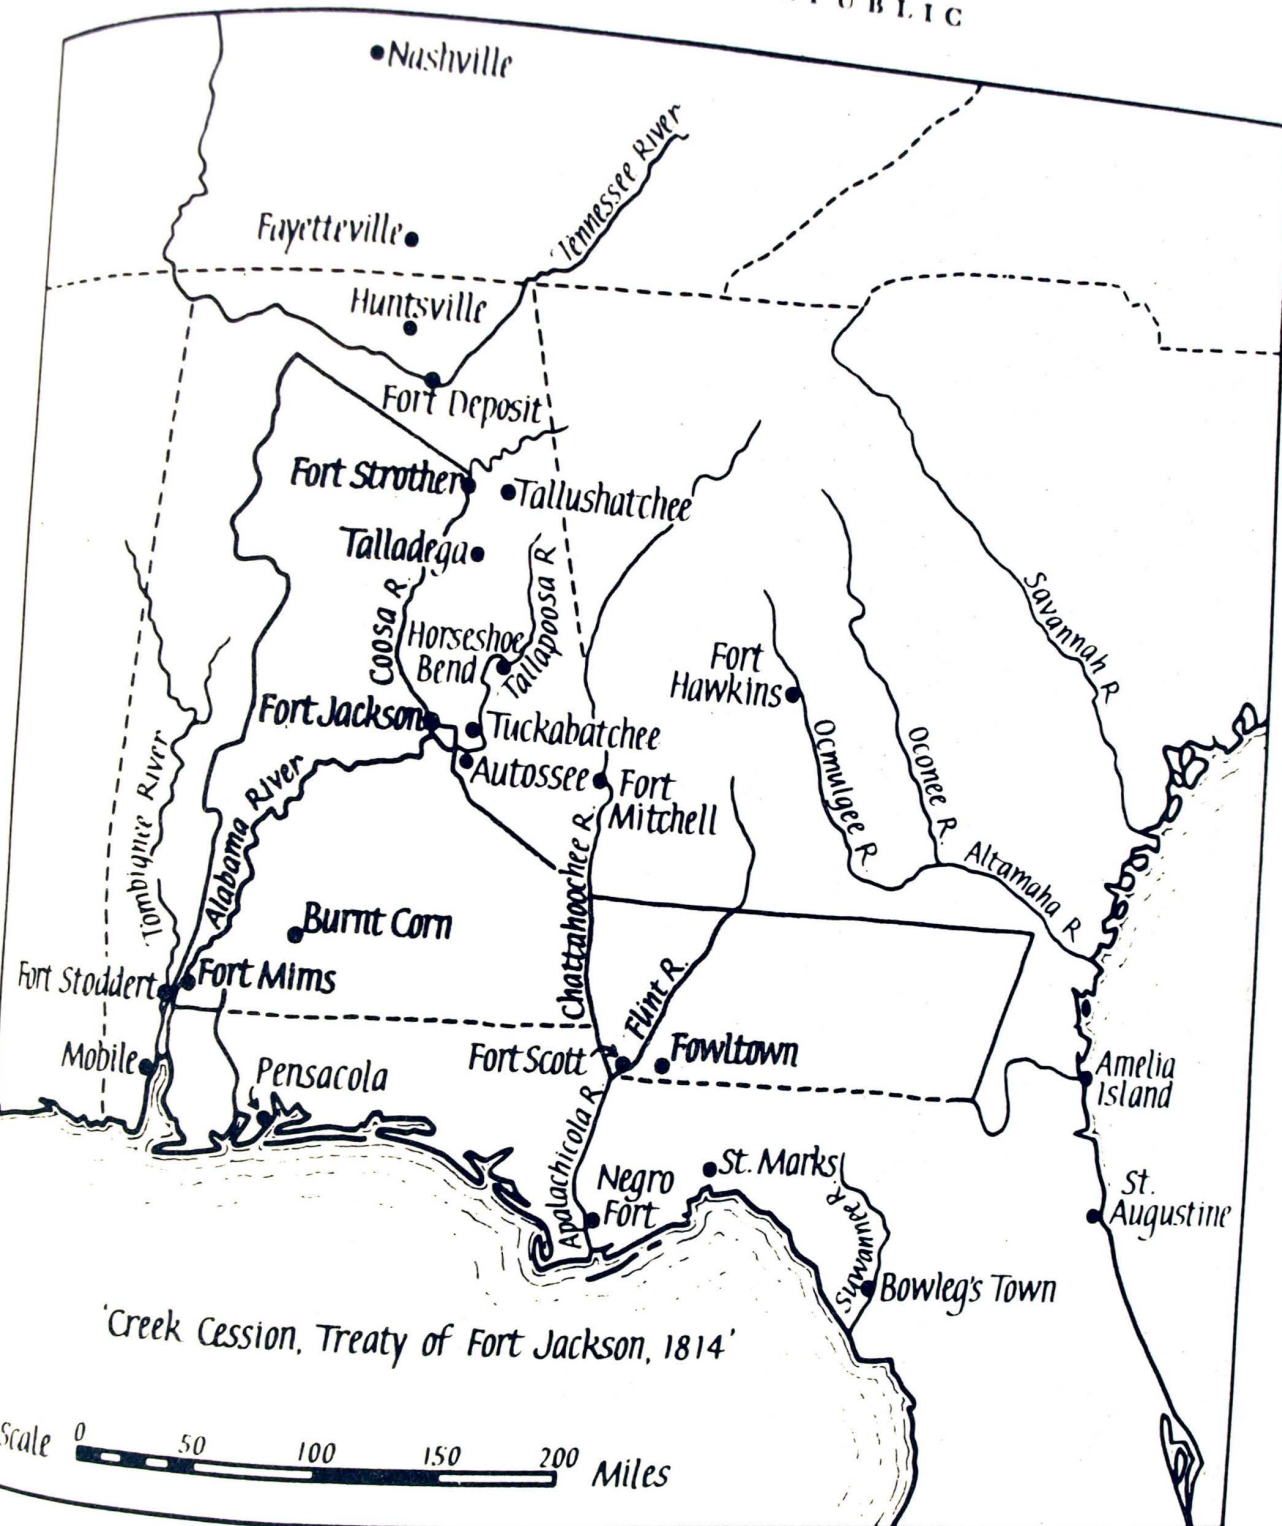 PUBLIC
Nashville
Tennessee River
Fayetteville
Huntsville
Fort Deposit
Fort Strother
Tallushatchee
Talladega
Coosa R.
Tallapoosa R
Horseshoe
Bend
Savannah R
Fort
Hawkins
Fort Jackson
Tuckabatchee
Autossee
Fort
Mitchell
Ocmulgee R.
Oconee R.
Tombigbee River
Alabama River
Chattahoochee R.
Altamaha R
Burnt Corn
Flint R.
Fort Stoddert
Fort Mims
Mobile
Pensacola
Fort Scott
Fowltown
Amelia
Island
Apalachicola R.
Negro
Fort
St. Marks
Suwannee R
St.
Augustine
Bowleg's Town
'Creek Cession, Treaty of Fort Jackson, 1814'
Scale 0 50 100 150 200 Miles